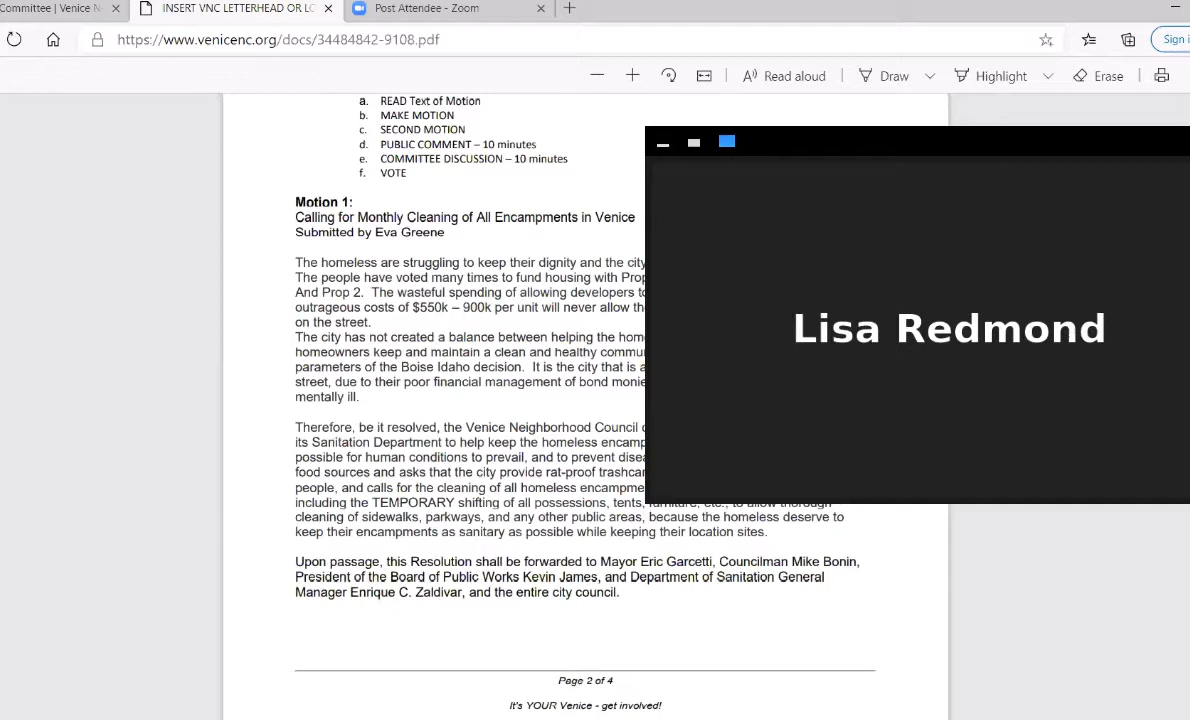 Committee | Venice N
INSERT VNC LETTERHEAD OR LO
Post Attendee - Zoom
https://www.venicenc.org/docs/34484842-9108.pdf
Sign i
Read aloud
Draw
Highlight
Erase
a. READ Text of Motion
b. MAKE MOTION
c. SECOND MOTION
d. PUBLIC COMMENT – 10 minutes
e. COMMITTEE DISCUSSION – 10 minutes
f. VOTE
Motion 1:
Calling for Monthly Cleaning of All Encampments in Venice
Submitted by Eva Greene
The homeless are struggling to keep their dignity and the city
The people have voted many times to fund housing with Prop
And Prop 2. The wasteful spending of allowing developers to
outrageous costs of $550k – 900k per unit will never allow th
on the street.
The city has not created a balance between helping the hom
homeowners keep and maintain a clean and healthy commu
parameters of the Boise Idaho decision. It is the city that is a
street, due to their poor financial management of bond monie
mentally ill.
Therefore, be it resolved, the Venice Neighborhood Council
its Sanitation Department to help keep the homeless encamp
possible for human conditions to prevail, and to prevent disea
food sources and asks that the city provide rat-proof trashcar
people, and calls for the cleaning of all homeless encampme
including the TEMPORARY shifting of all possessions, tents, furniture, etc., to allow thorough
cleaning of sidewalks, parkways, and any other public areas, because the homeless deserve to
keep their encampments as sanitary as possible while keeping their location sites.
Upon passage, this Resolution shall be forwarded to Mayor Eric Garcetti, Councilman Mike Bonin,
President of the Board of Public Works Kevin James, and Department of Sanitation General
Manager Enrique C. Zaldivar, and the entire city council.
Page 2 of 4
It's YOUR Venice - get involved!
Lisa Redmond